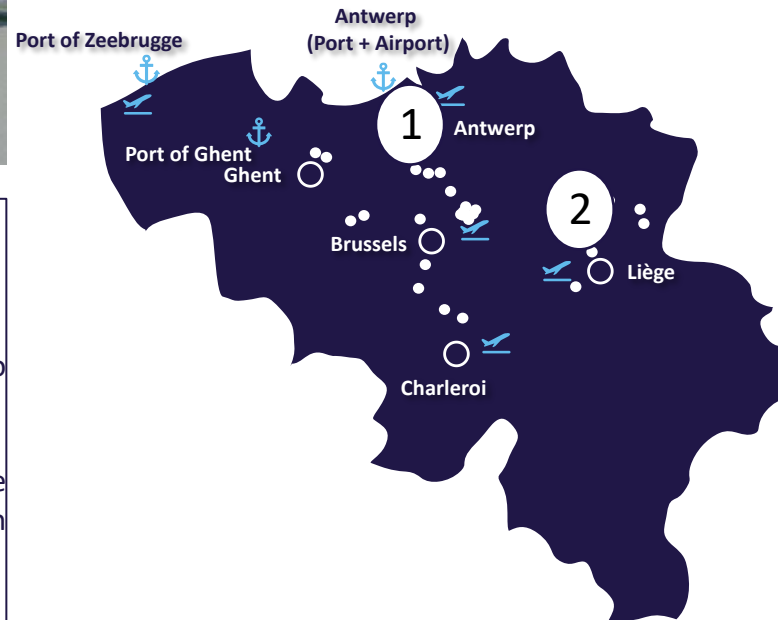 Antwerp
(Port + Airport)
Port of Zeebrugge
1
Antwerp
Port of Ghent
Ghent
2
Brussels
Liège
Charleroi